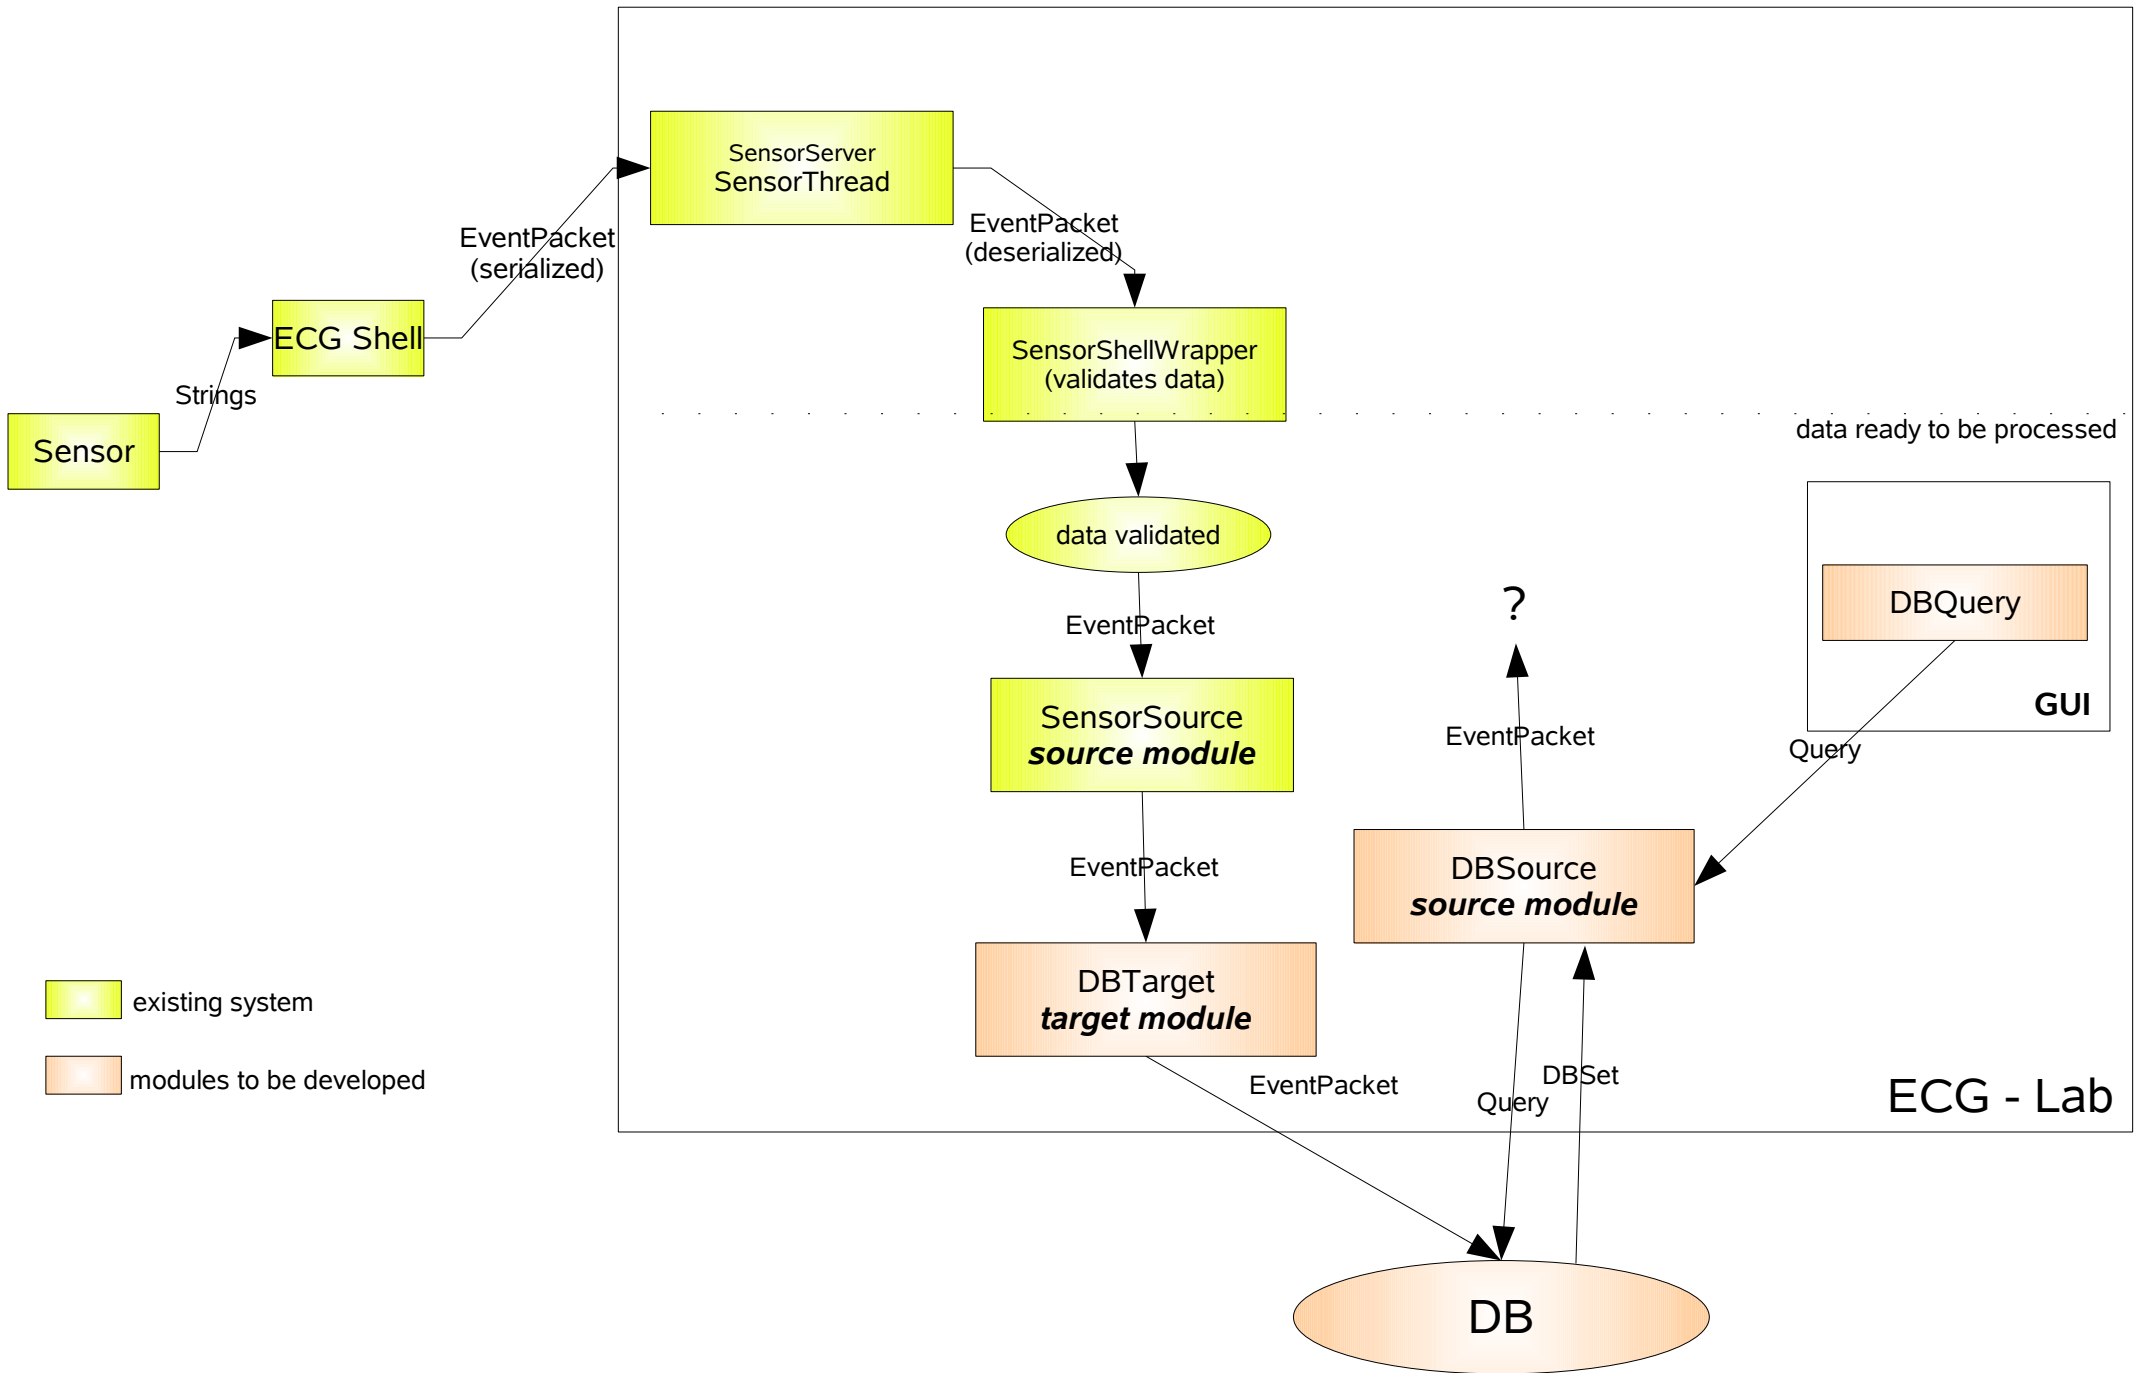 SensorServer
SensorThread
EventPacket
(serialized)
EventPacket
(deserialized)
ECG Shell
SensorShellWrapper
(validates data)
Strings
Sensor
data ready to be processed
data validated
EventPacket
?
DBQuery
GUI
SensorSource
source module
EventPacket
Query
EventPacket
DBSource
source module
DBTarget
target module
existing system
modules to be developed
EventPacket
Query
DBSet
ECG - Lab
DB